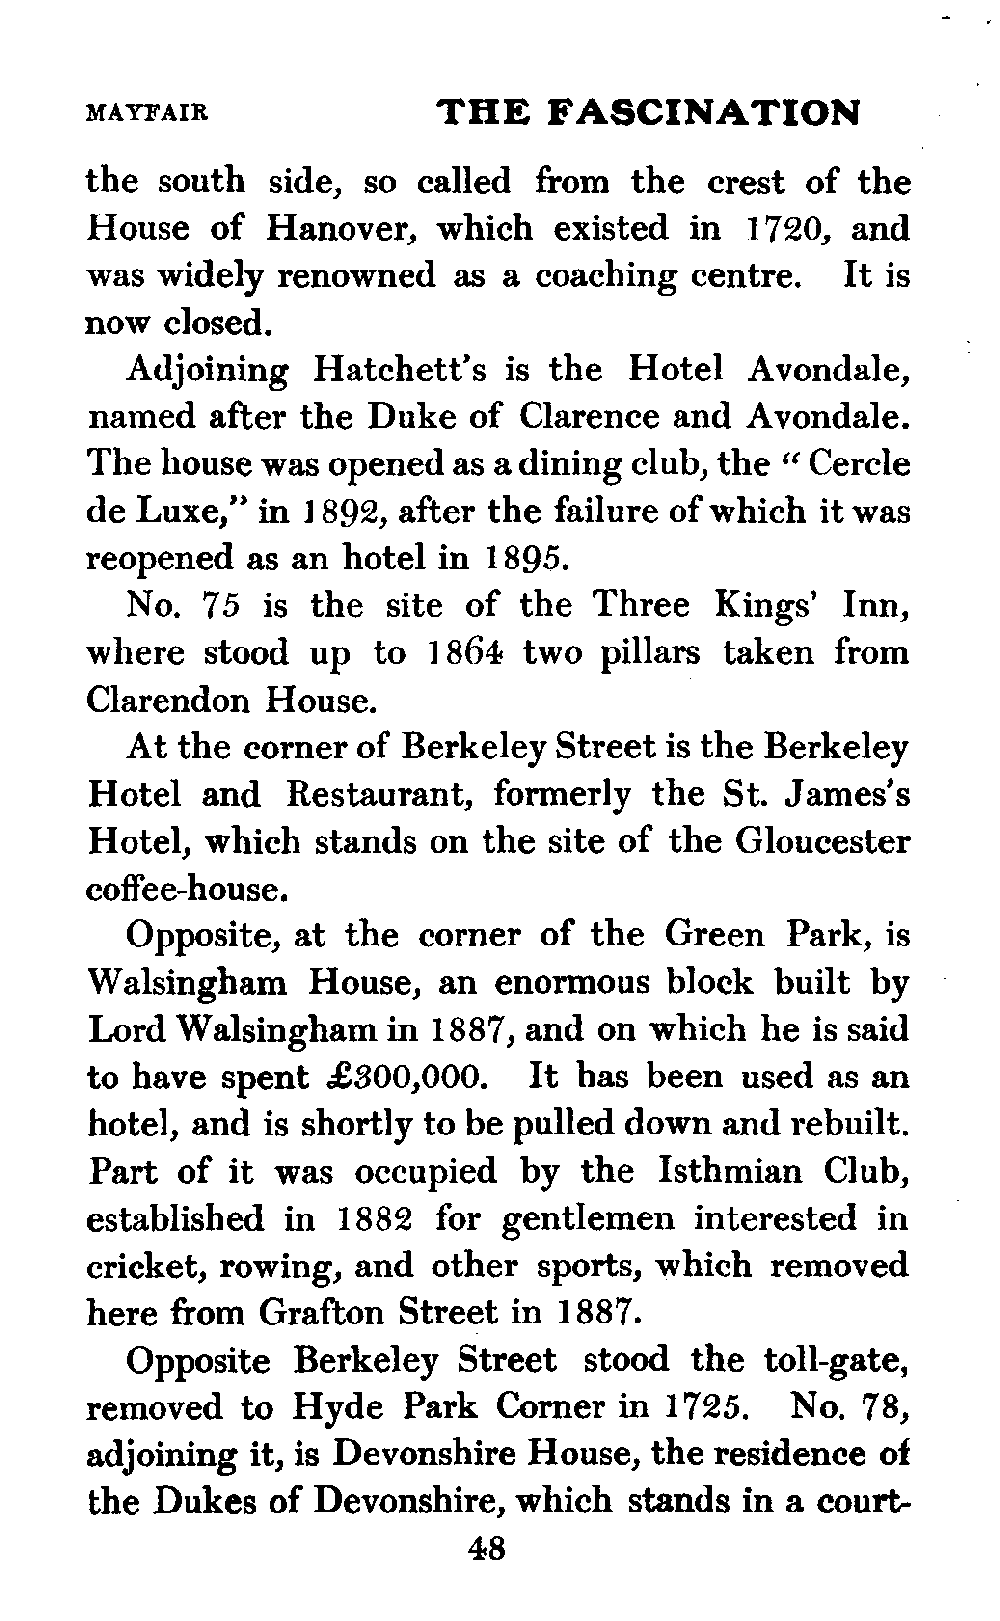 MAYFAIR THE FASCINATION
the south side, so called from the crest of the
House of Hanover, which existed in 1720, and
was widely renowned as a coaching centre. It is
now closed.
Adjoining Hatchett's is the Hotel Avondale,
named after the Duke of Clarence and Avondale.
The house was opened as a dining club, the “ Cercle
de Luxe,” in 1892, after the failure of which it was
reopened as an hotel in 1895.
No. 75 is the site of the Three Kings' Inn,
where stood up to 1864 two pillars taken from
Clarendon House.
At the corner of Berkeley Street is the Berkeley
Hotel and Restaurant, formerly the St. James's
Hotel, which stands on the site of the Gloucester
coffee-house.
Opposite, at the corner of the Green Park, is
Walsingham House, an enormous block built by
Lord Walsingham in 1887, and on which he is said
to have spent £300,000. It has been used as an
hotel, and is shortly to be pulled down and rebuilt.
Part of it was occupied by the Isthmian Club,
established in 1882 for gentlemen interested in
cricket, rowing, and other sports, which removed
here from Grafton Street in 1887.
Opposite Berkeley Street stood the toll-gate,
removed to Hyde Park Corner in 1725. No. 78,
adjoining it, is Devonshire House, the residence of
the Dukes of Devonshire, which stands in a court-
48